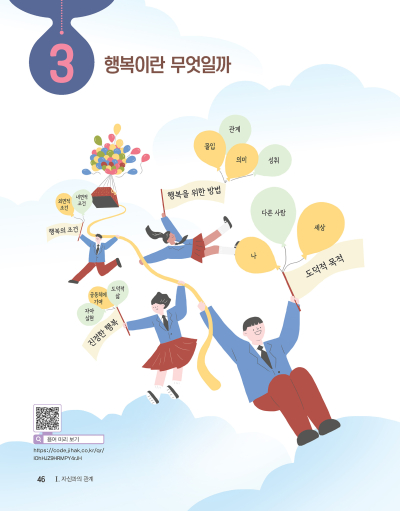 3
행복이란 무엇일까
관계
몰입
의미
성취
행복을 위한 방법
외면적
조건
내면적
조건
행복의 조건
다른 사람
세상
나
도덕적 목적
공동체에
기여
도덕적
삶
자아
실현
진정한 행복
용어 미리 보기
https://code.jihak.co.kr/qr/
46
Ⅰ. 자신과의 관계